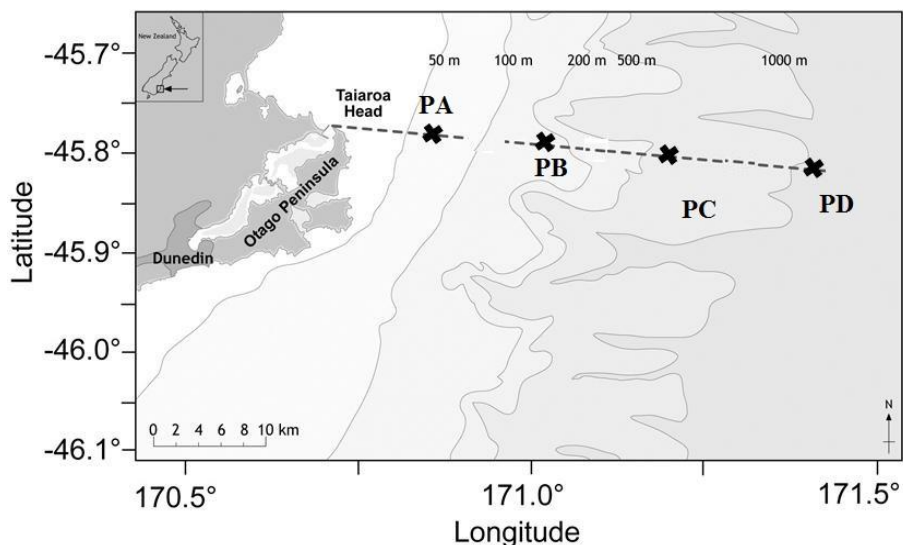 New Zealand
-45.7°
50 m
100 m
200 m
500 m
1000 m
Taiaroa
Head
PA
PB
PC
PD
-45.8°
Otago Peninsula
Dunedin
-45.9°
-46.0°
-46.1°
Latitude
0 2 4 6 8 10 km
N
170.5°
171.0°
171.5°
Longitude